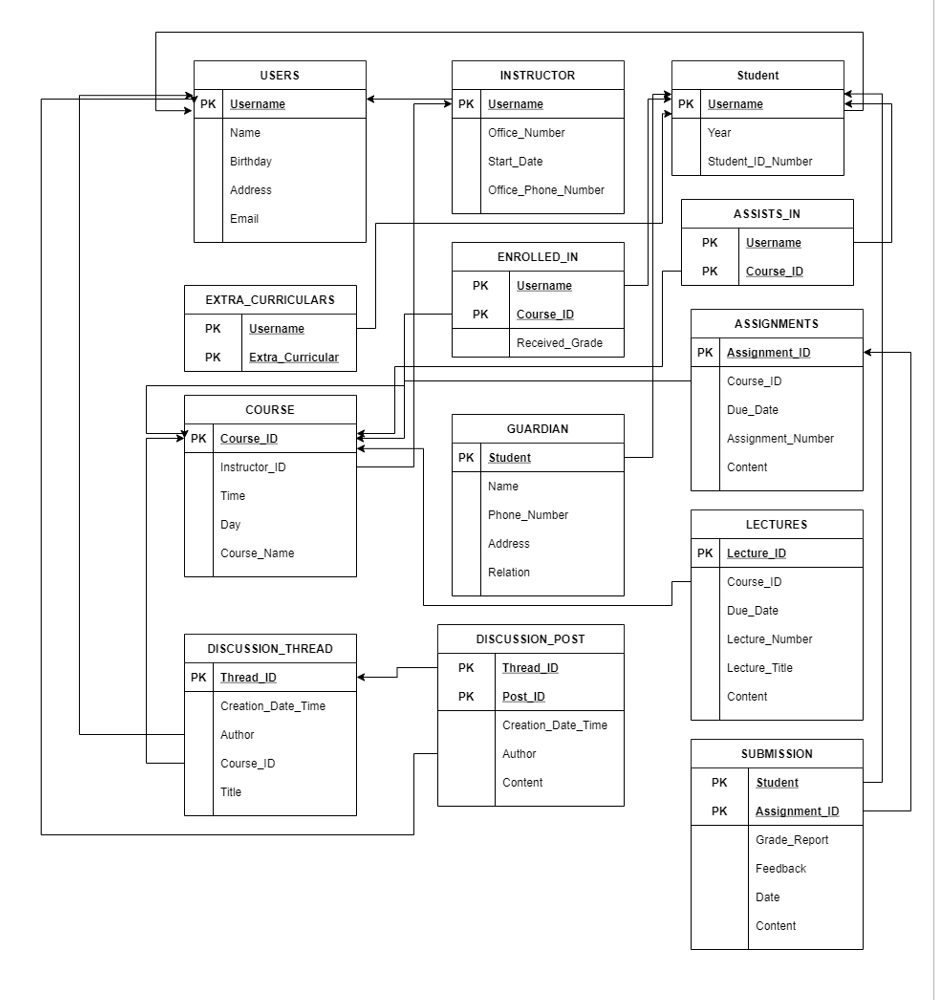 USERS
PK Username
Name
Birthday
Address
Email
INSTRUCTOR
PK Username
Office_Number
Start_Date
Office_Phone_Number
Student
PK Username
Year
Student_ID_Number
ASSISTS_IN
PK Username
PK Course_ID
ENROLLED_IN
PK Username
PK Course_ID
Received_Grade
EXTRA_CURRICULARS
PK Username
PK Extra_Curricular
ASSIGNMENTS
PK Assignment_ID
Course_ID
Due_Date
Assignment_Number
Content
COURSE
PK Course_ID
Instructor_ID
Time
Day
Course_Name
GUARDIAN
PK Student
Name
Phone_Number
Address
Relation
LECTURES
PK Lecture_ID
Course_ID
Due_Date
Lecture_Number
Lecture_Title
Content
DISCUSSION_THREAD
PK Thread_ID
Creation_Date_Time
Author
Course_ID
Title
DISCUSSION_POST
PK Thread_ID
PK Post_ID
Creation_Date_Time
Author
Content
SUBMISSION
PK Student
PK Assignment_ID
Grade_Report
Feedback
Date
Content